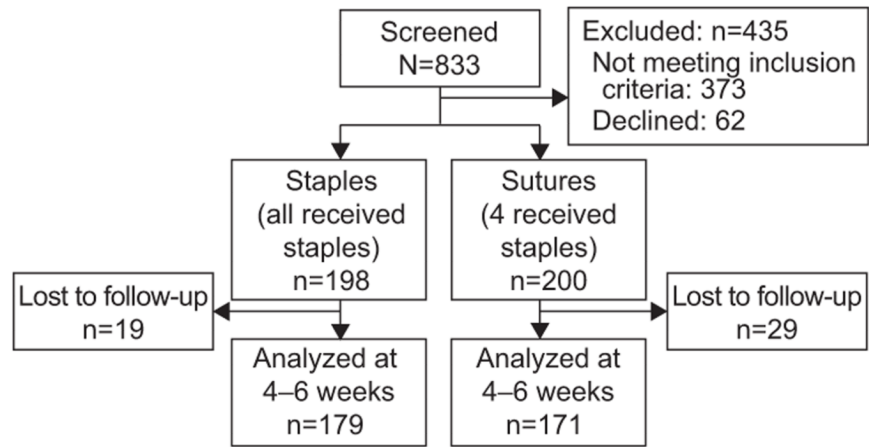 Screened
N=833
Excluded: n=435
Not meeting inclusion
criteria: 373
Declined: 62
Staples
(all received
staples)
n=198
Sutures
(4 received
staples)
n=200
Lost to follow-up
n=19
Lost to follow-up
n=29
Analyzed at
4–6 weeks
n=179
Analyzed at
4–6 weeks
n=171